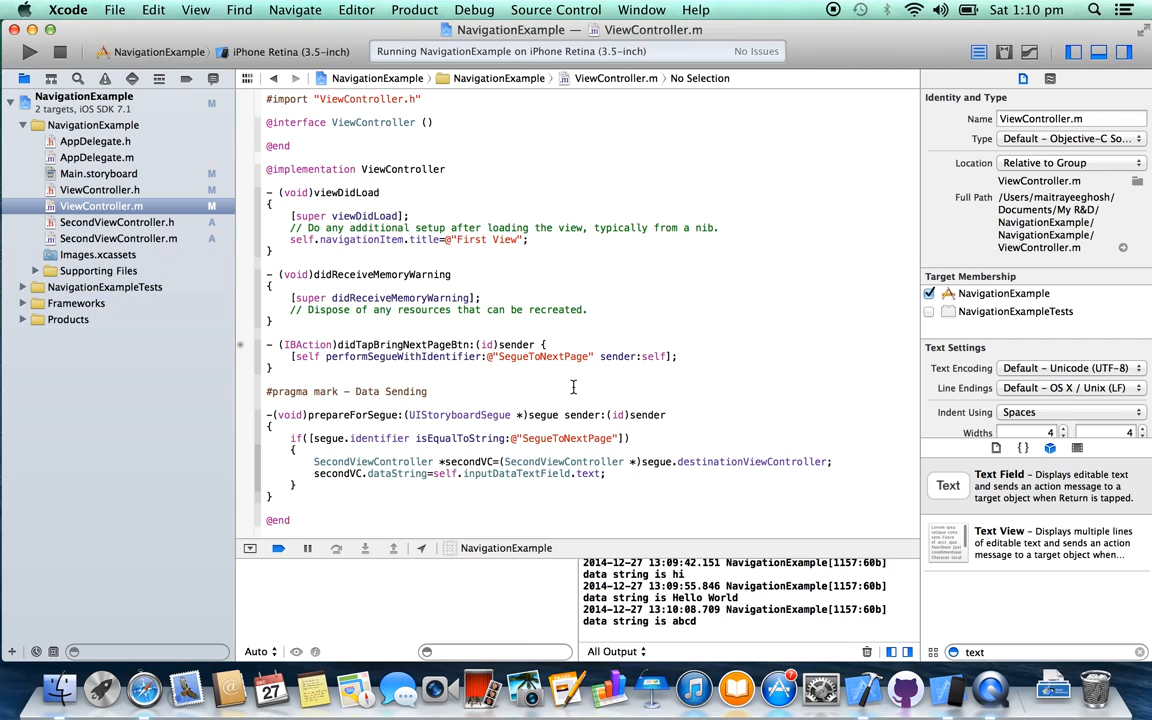 Xcode File Edit View Find Navigate Editor Product Debug Source Control Window Help Sat 1:10 pm
NavigationExample — ViewController.m
NavigationExample iPhone Retina (3.5-inch) Running NavigationExample on iPhone Retina (3.5-inch) No Issues
NavigationExample NavigationExample ViewController.m No Selection
NavigationExample M
2 targets, iOS SDK 7.1
NavigationExample
AppDelegate.h
AppDelegate.m
Main.storyboard M
ViewController.h M
ViewController.m M
SecondViewController.h A
SecondViewController.m A
Images.xcassets
Supporting Files
NavigationExampleTests
Frameworks
Products
#import "ViewController.h"
@interface ViewController ()
@end
@implementation ViewController
- (void)viewDidLoad
{
[super viewDidLoad];
// Do any additional setup after loading the view, typically from a nib.
self.navigationItem.title=@"First View";
}
- (void)didReceiveMemoryWarning
{
[super didReceiveMemoryWarning];
// Dispose of any resources that can be recreated.
}
- (IBAction)didTapBringNextPageBtn:(id)sender {
[self performSegueWithIdentifier:@"SegueToNextPage" sender:self];
}
#pragma mark - Data Sending
-(void)prepareForSegue:(UIStoryboardSegue *)segue sender:(id)sender
{
if([segue.identifier isEqualToString:@"SegueToNextPage"])
{
SecondViewController *secondVC=(SecondViewController *)segue.destinationViewController;
secondVC.dataString=self.inputDataTextField.text;
}
}
@end
NavigationExample
2014-12-27 13:09:42.151 NavigationExample[1157:60b]
data string is hi
2014-12-27 13:09:55.846 NavigationExample[1157:60b]
data string is Hello World
2014-12-27 13:10:08.709 NavigationExample[1157:60b]
data string is abcd
Auto
All Output
Identity and Type
Name ViewController.m
Type Default - Objective-C So...
Location Relative to Group
ViewController.m
Full Path /Users/maitrayeeghosh/
Documents/My R&D/
NavigationExample/
NavigationExample/
ViewController.m
Target Membership
NavigationExample
NavigationExampleTests
Text Settings
Text Encoding Default - Unicode (UTF-8)
Line Endings Default - OS X / Unix (LF)
Indent Using Spaces
Widths 4 4
Text
Text Field - Displays editable text
and sends an action message to a
target object when Return is tapped.
Text View - Displays multiple lines
of editable text and sends an action
message to a target object when…
text
DEC
27
7